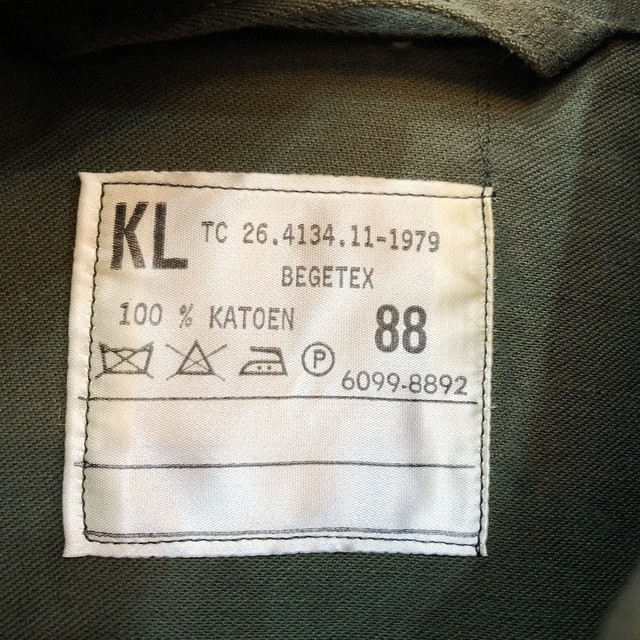 KL TC 26.4134.11-1979
BEGETEX
100 % KATOEN 88
P 6099-8892